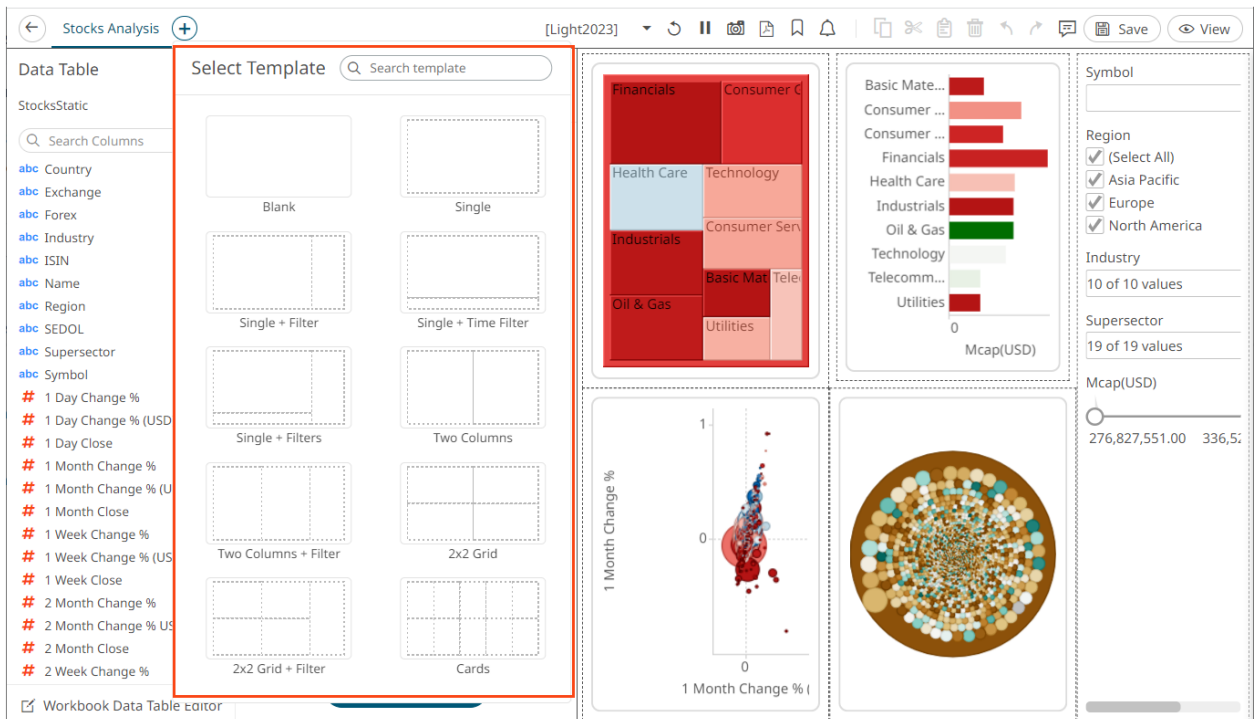 Stocks Analysis
[Light2023]
Save
View
Data Table
StocksStatic
Search Columns
abc Country
abc Exchange
abc Forex
abc Industry
abc ISIN
abc Name
abc Region
abc SEDOL
abc Supersector
abc Symbol
# 1 Day Change %
# 1 Day Change % (USD
# 1 Day Close
# 1 Month Change %
# 1 Month Change % (U
# 1 Month Close
# 1 Week Change %
# 1 Week Change % (US
# 1 Week Close
# 2 Month Change %
# 2 Month Change % US
# 2 Month Close
# 2 Week Change %
Workbook Data Table Editor
Select Template
Search template
Blank
Single
Single + Filter
Single + Time Filter
Single + Filters
Two Columns
Two Columns + Filter
2x2 Grid
2x2 Grid + Filter
Cards
Financials
Consumer G
Health Care
Technology
Consumer Serv
Industrials
Basic Mat
Tele
Oil & Gas
Utilities
Basic Mate...
Consumer ...
Consumer ...
Financials
Health Care
Industrials
Oil & Gas
Technology
Telecomm...
Utilities
0
Mcap(USD)
1
0
1 Month Change %
0
1 Month Change % (
Symbol
Region
(Select All)
Asia Pacific
Europe
North America
Industry
10 of 10 values
Supersector
19 of 19 values
Mcap(USD)
276,827,551.00 336,52